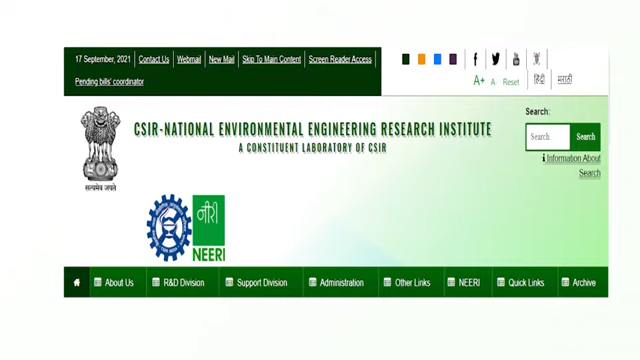 17 September, 2021 Contact Us Webmail New Mail Skip To Main Content Screen Reader Access
Pending bills' coordinator
A+ A Reset हिंदी मराठी
Search:
Search... Search
Information About
Search
CSIR-NATIONAL ENVIRONMENTAL ENGINEERING RESEARCH INSTITUTE
A CONSTITUENT LABORATORY OF CSIR
सत्यमेव जयते
नीरी
NEERI
About Us R&D Division Support Division Administration Other Links NEERI Quick Links Archive